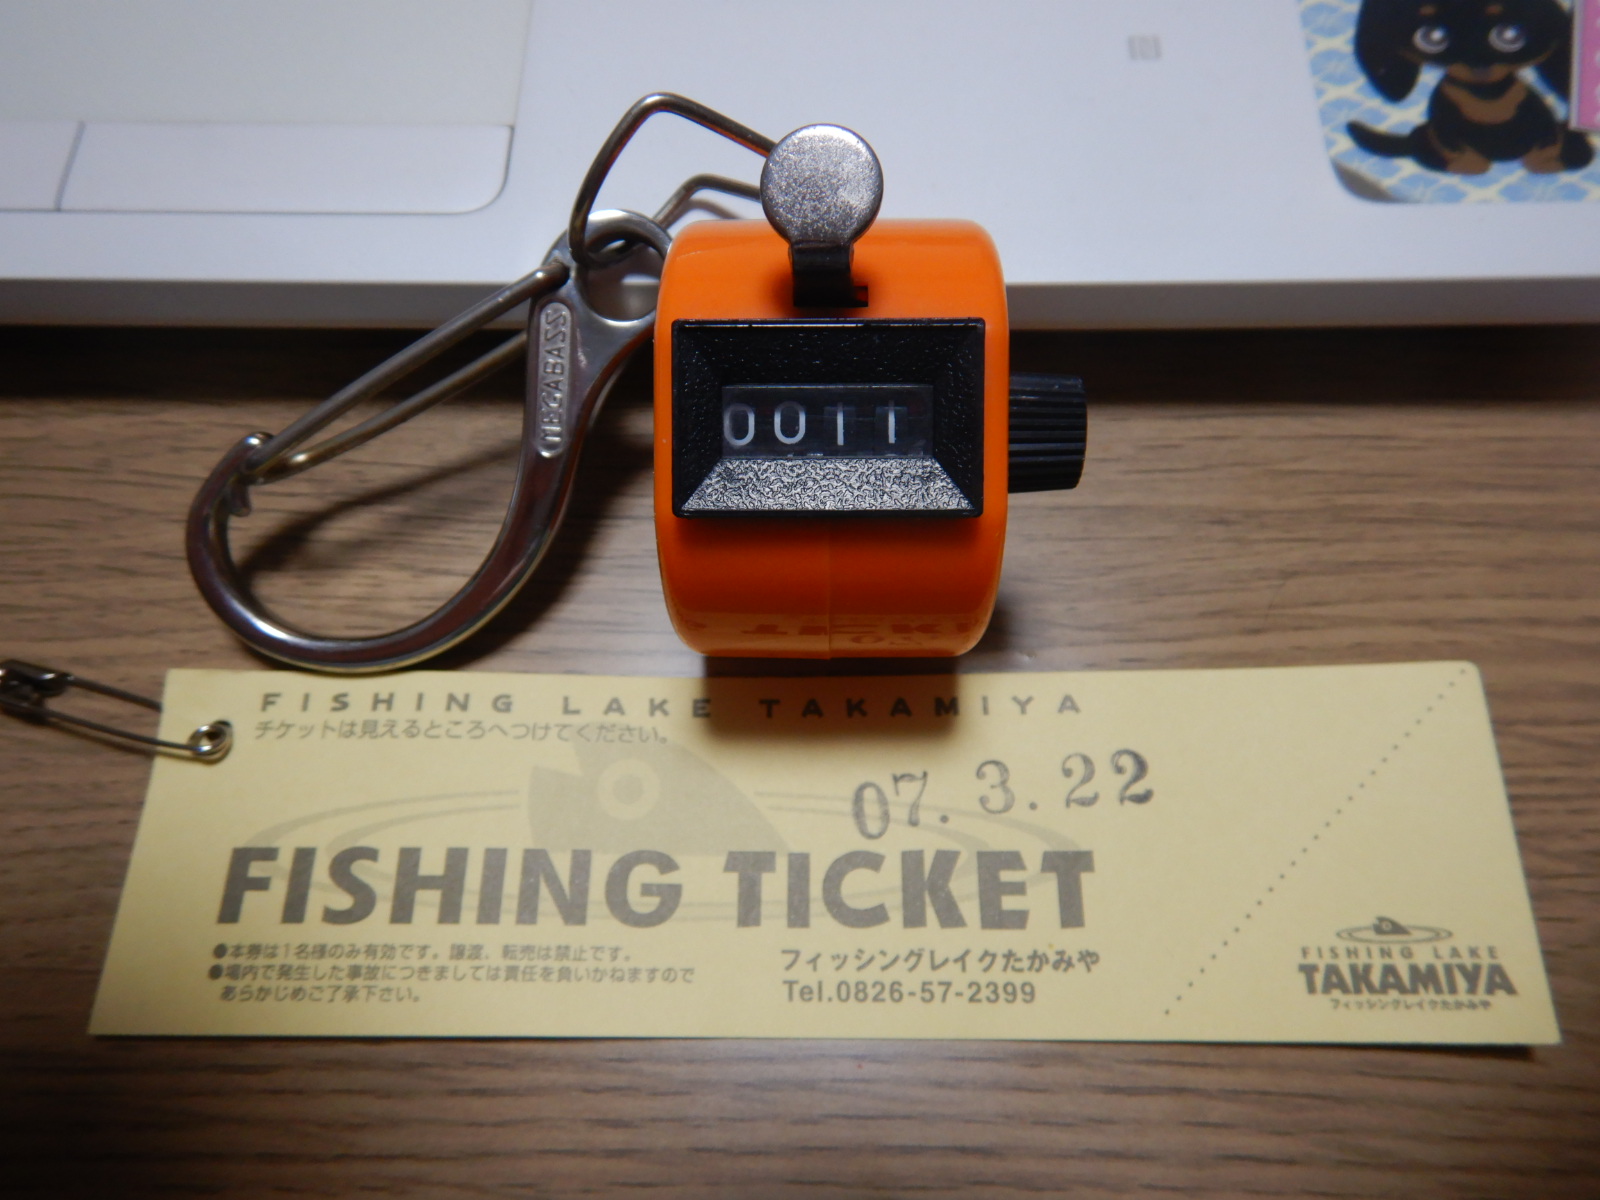 MEGABASS
0011
FISHING LAKE TAKAMIYA
チケットは見えるところへつけてください。
07.3.22
FISHING TICKET
●本券は1名様のみ有効です。譲渡、転売は禁止です。
●場内で発生した事故につきましては責任を負いかねますので
あらかじめご了承下さい。
フィッシングレイクたかみや
Tel.0826-57-2399
FISHING LAKE
TAKAMIYA
フィッシングレイクたかみや